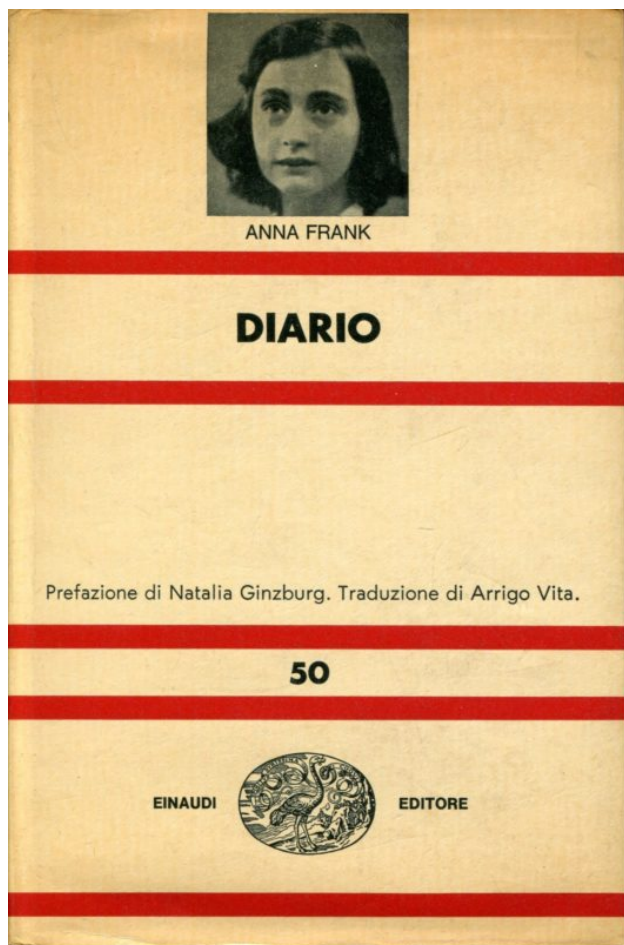 ANNA FRANK
DIARIO
Prefazione di Natalia Ginzburg. Traduzione di Arrigo Vita.
50
EINAUDI EDITORE